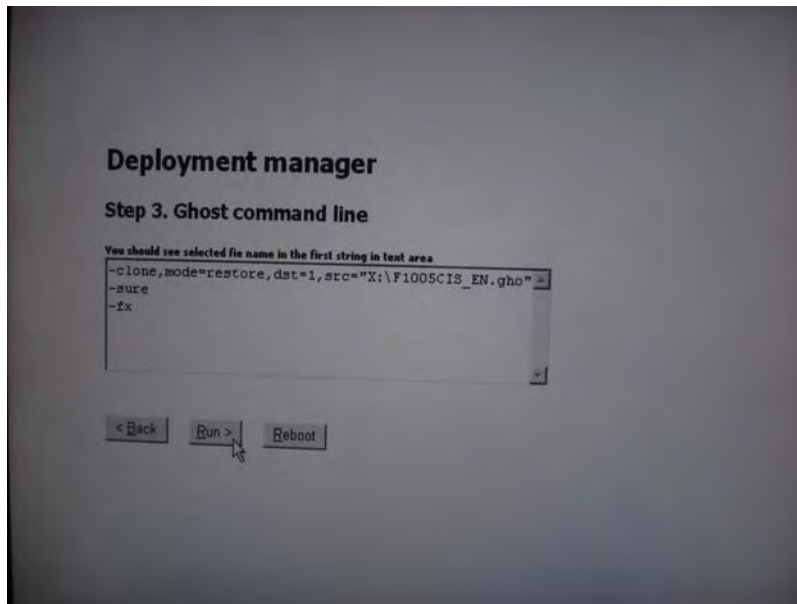 Deployment manager
Step 3. Ghost command line
You should see selected fie name in the first string in text area
-clone,mode=restore,dst=1,src="X:\F1005CIS_EN.gho"
-sure
-fx
< Back
Run >
Reboot